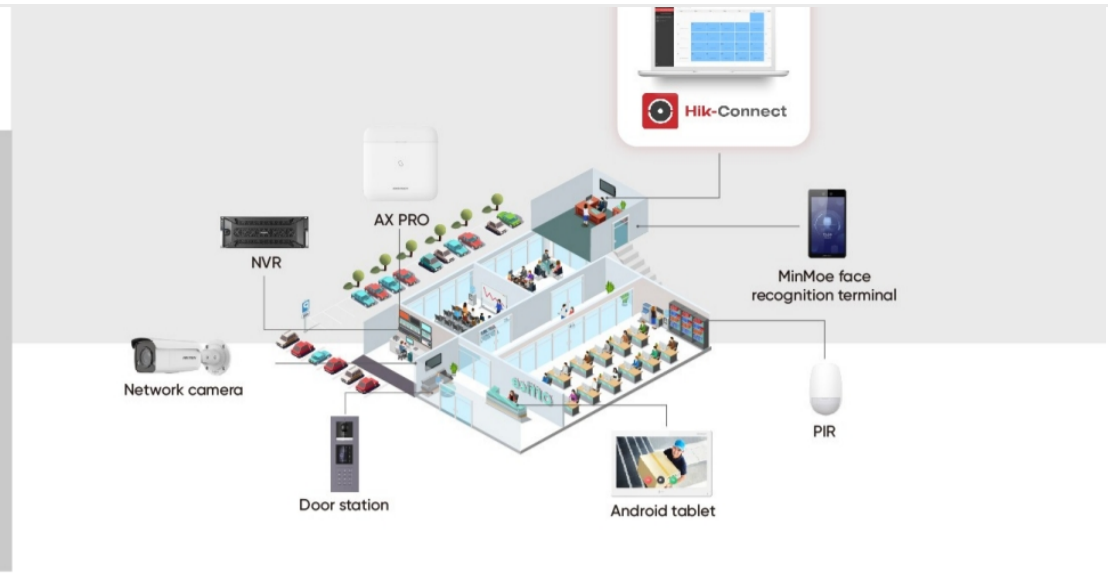 Hik-Connect
AX PRO
NVR
MinMoe face
recognition terminal
Network camera
PIR
Door station
Android tablet